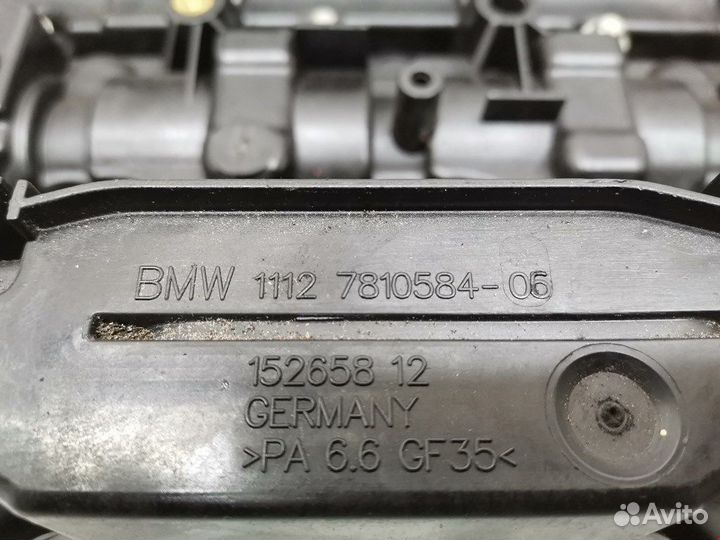 BMW 1112 7810584-06
152658 12
GERMANY
>PA 6.6 GF35<
Avito